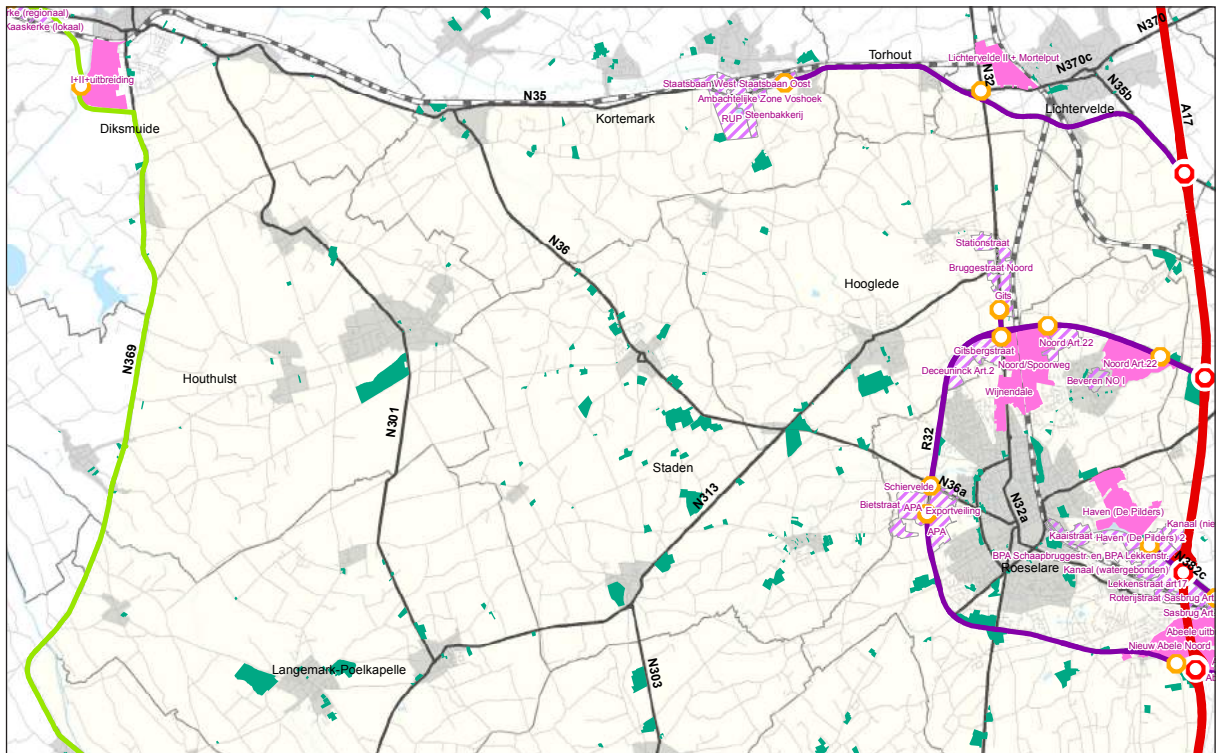 rke (regionaal)
Kaaskerke (lokaal)
I+II+uitbreiding
Diksmuide
N35
Kortemark
Staatsbaan West Staatsbaan Oost
Ambachtelijke Zone Voshoek
RUP
Steenbakkerij
Torhout
Lichtervelde II+ Mortelput
N370
N370c
N32
N35b
Lichtervelde
A17
N36
Stationstraat
Bruggestraat Noord
Hooglede
Gits
N369
Gitsbergstraat
Noord Art.22
Noord/Spoorweg
Noord Art.22
Deceuninck Art.2
Beveren NO I
Houthulst
Wijnendale
N301
R32
Staden
N313
Schiervelde
N36a
Bietstraat
APA
Exportveiling
APA
N32a
Haven (De Pilders)
Kanaal (nie
Kaaistraat
Haven (De Pilders) 2
BPA Schaapbruggestr. en BPA Lekkenstr.
N382c
Roeselare
Kanaal (watergebonden)
Lekkenstraat art17
Roterijstraat
Sasbrug Art
Sasbrug Art
Abeele uitb
Nieuw Abele Noord
Langemark-Poelkapelle
N303